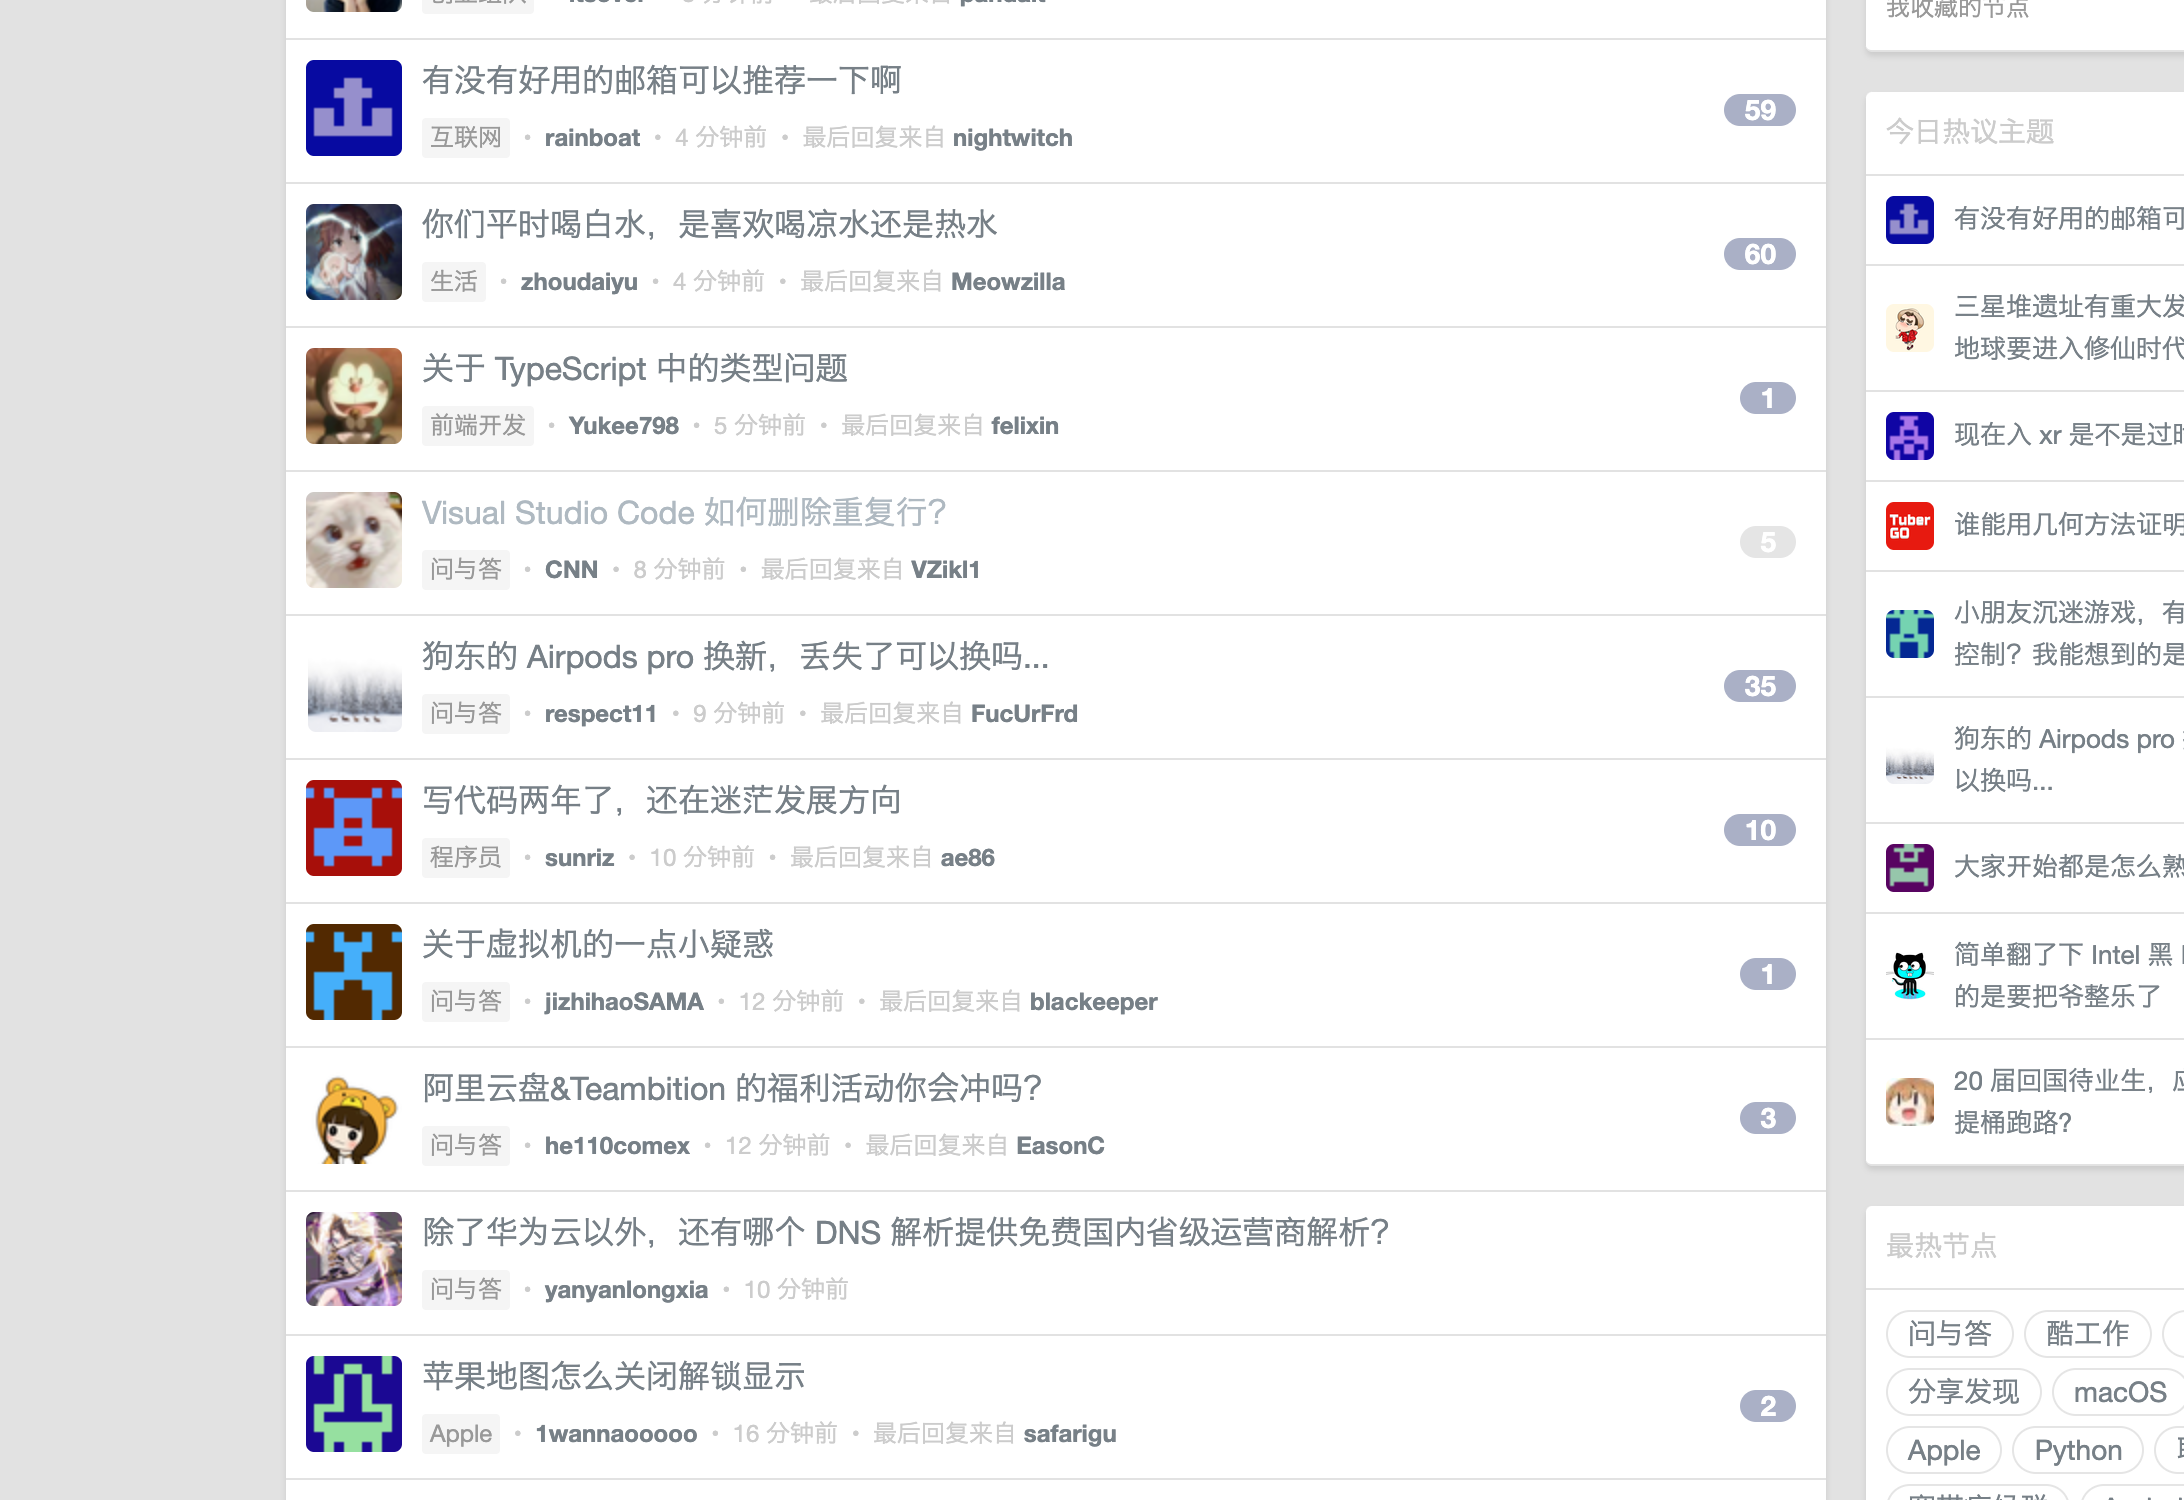 我收藏的节点
有没有好用的邮箱可以推荐一下啊
互联网 • rainboat • 4 分钟前 • 最后回复来自 nightwitch
59
你们平时喝白水，是喜欢喝凉水还是热水
生活 • zhoudaiyu • 4 分钟前 • 最后回复来自 Meowzilla
60
关于 TypeScript 中的类型问题
前端开发 • Yukee798 • 5 分钟前 • 最后回复来自 felixin
1
Visual Studio Code 如何删除重复行？
问与答 • CNN • 8 分钟前 • 最后回复来自 VZikl1
5
狗东的 Airpods pro 换新，丢失了可以换吗...
问与答 • respect11 • 9 分钟前 • 最后回复来自 FucUrFrd
35
写代码两年了，还在迷茫发展方向
程序员 • sunriz • 10 分钟前 • 最后回复来自 ae86
10
关于虚拟机的一点小疑惑
问与答 • jizhihaoSAMA • 12 分钟前 • 最后回复来自 blackeeper
1
阿里云盘&Teambition 的福利活动你会冲吗？
问与答 • he110comex • 12 分钟前 • 最后回复来自 EasonC
3
除了华为云以外，还有哪个 DNS 解析提供免费国内省级运营商解析？
问与答 • yanyanlongxia • 10 分钟前
苹果地图怎么关闭解锁显示
Apple • 1wannaooooo • 16 分钟前 • 最后回复来自 safarigu
2
今日热议主题
有没有好用的邮箱可
三星堆遗址有重大发
地球要进入修仙时代
现在入 xr 是不是过时
Tuber
GO
谁能用几何方法证明
小朋友沉迷游戏，有
控制？我能想到的是
狗东的 Airpods pro
以换吗...
大家开始都是怎么熟
简单翻了下 Intel 黑
的是要把爷整乐了
20 届回国待业生，应
提桶跑路？
最热节点
问与答 酷工作
分享发现 macOS
Apple Python